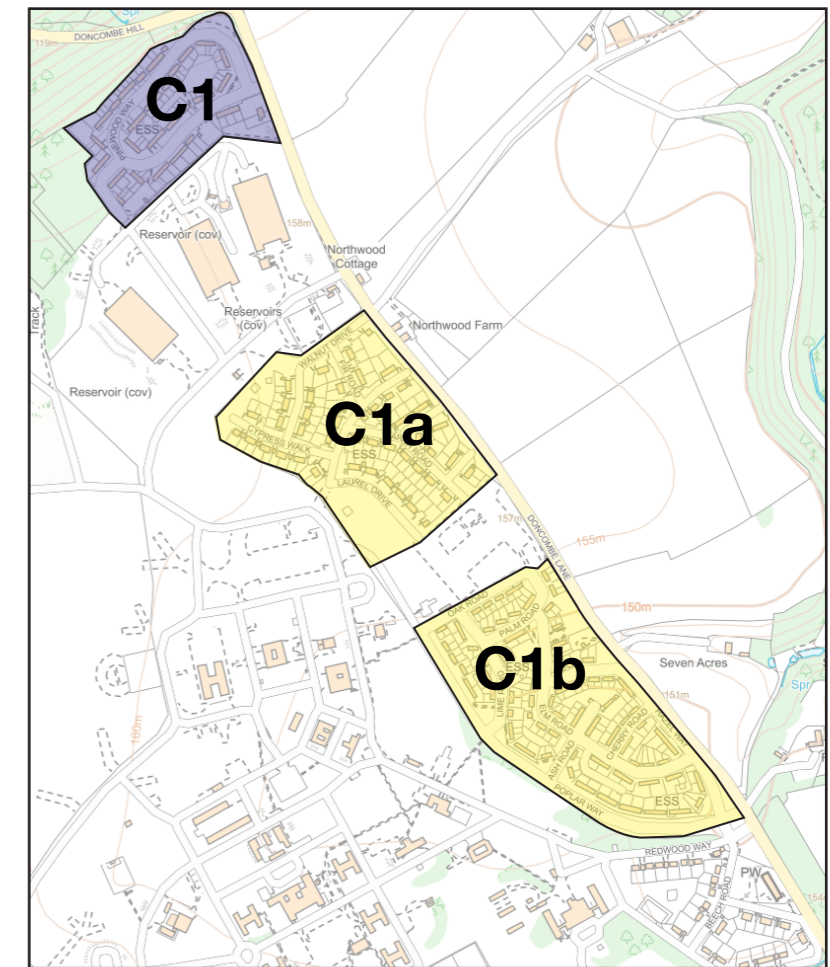 Spr
DONCOMBE HILL
119m
C1
PINEWOOD WAY
ESS
158m
Reservoir (cov)
Northwood
Cottage
Track
Reservoirs
(cov)
Northwood Farm
WALNUT DRIVE
Reservoir (cov)
C1a
CYPRESS WALK
ROAD
ESS
LAUREL DRIVE
157m
DONCOMBE LANE
155m
OAK ROAD
150m
PALM ROAD
Seven Acres
C1b
ESS
Spr
151m
LIME
ELM ROAD
CHERRY ROAD
160m
ASH ROAD
POPLAR WAY
ESS
REDWOOD WAY
PW
BEECH ROAD